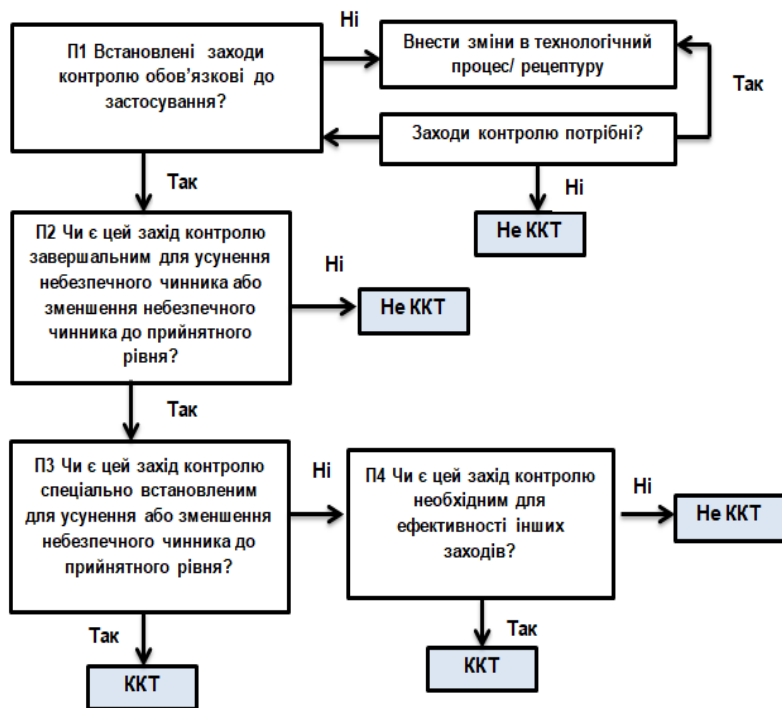 П1 Встановлені заходи
контролю обов’язкові до
застосування?
Ні
Внести зміни в технологічний
процес/ рецептуру
Так
Заходи контролю потрібні?
Так
Ні
Не ККТ
П2 Чи є цей захід контролю
завершальним для усунення
небезпечного чинника або
зменшення небезпечного
чинника до прийнятного
рівня?
Ні
Не ККТ
Так
П3 Чи є цей захід контролю
спеціально встановленим
для усунення або зменшення
небезпечного чинника до
прийнятного рівня?
Ні
П4 Чи є цей захід контролю
необхідним для
ефективності інших
заходів?
Ні
Не ККТ
Так
ККТ
Так
ККТ